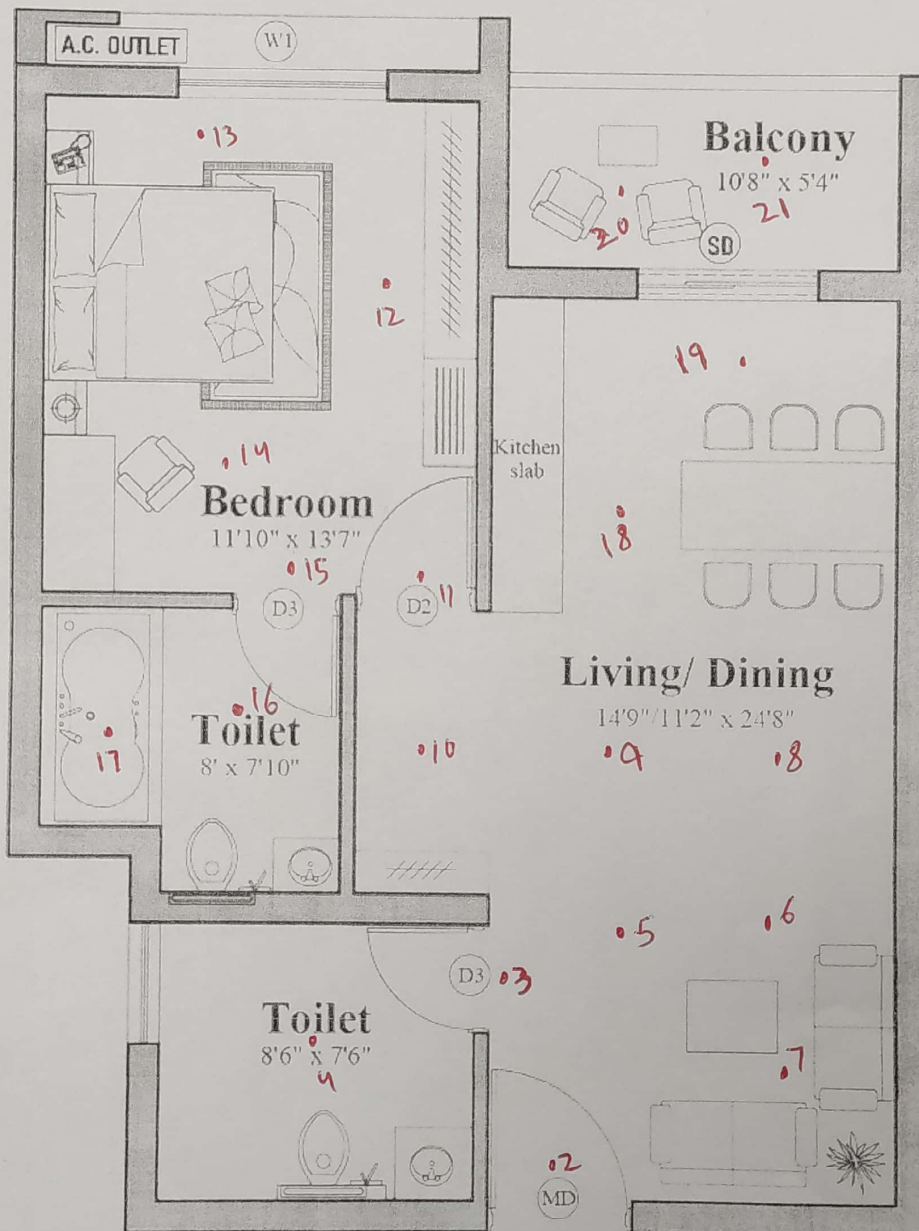 A.C. OUTLET
W1
13
Balcony
10'8" x 5'4"
20
21
SD
12
19
Kitchen
slab
14
Bedroom
11'10" x 13'7"
18
15
D3
D2
11
Living/ Dining
14'9"/11'2" x 24'8"
16
Toilet
8' x 7'10"
17
10
9
8
5
6
D3
3
Toilet
8'6" x 7'6"
4
7
2
MD